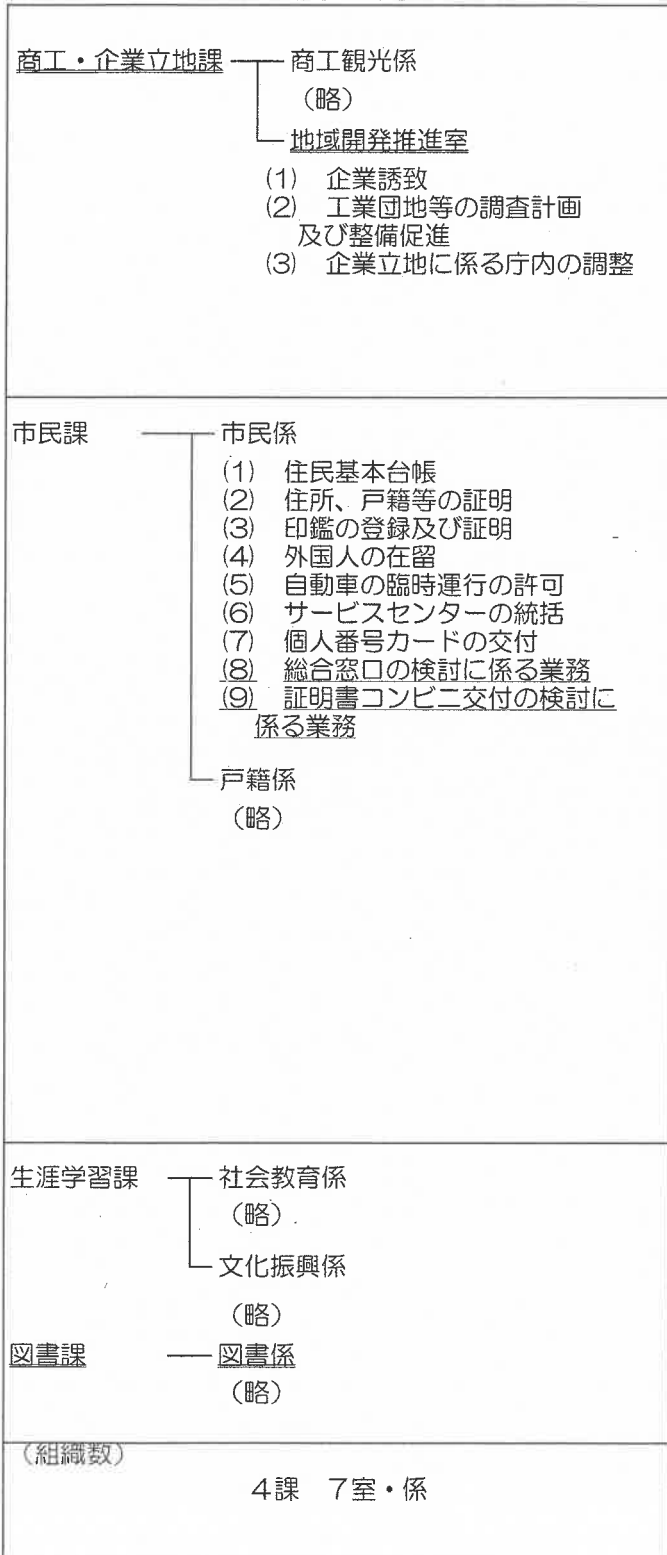 商工・企業立地課 商工観光係
（略）
地域開発推進室
(1) 企業誘致
(2) 工業団地等の調査計画
及び整備促進
(3) 企業立地に係る庁内の調整
市民課 市民係
(1) 住民基本台帳
(2) 住所、戸籍等の証明
(3) 印鑑の登録及び証明
(4) 外国人の在留
(5) 自動車の臨時運行の許可
(6) サービスセンターの統括
(7) 個人番号カードの交付
(8) 総合窓口の検討に係る業務
(9) 証明書コンビニ交付の検討に
係る業務
戸籍係
（略）
生涯学習課 社会教育係
（略）
文化振興係
（略）
図書課 図書係
（略）
（組織数）
４課 ７室・係